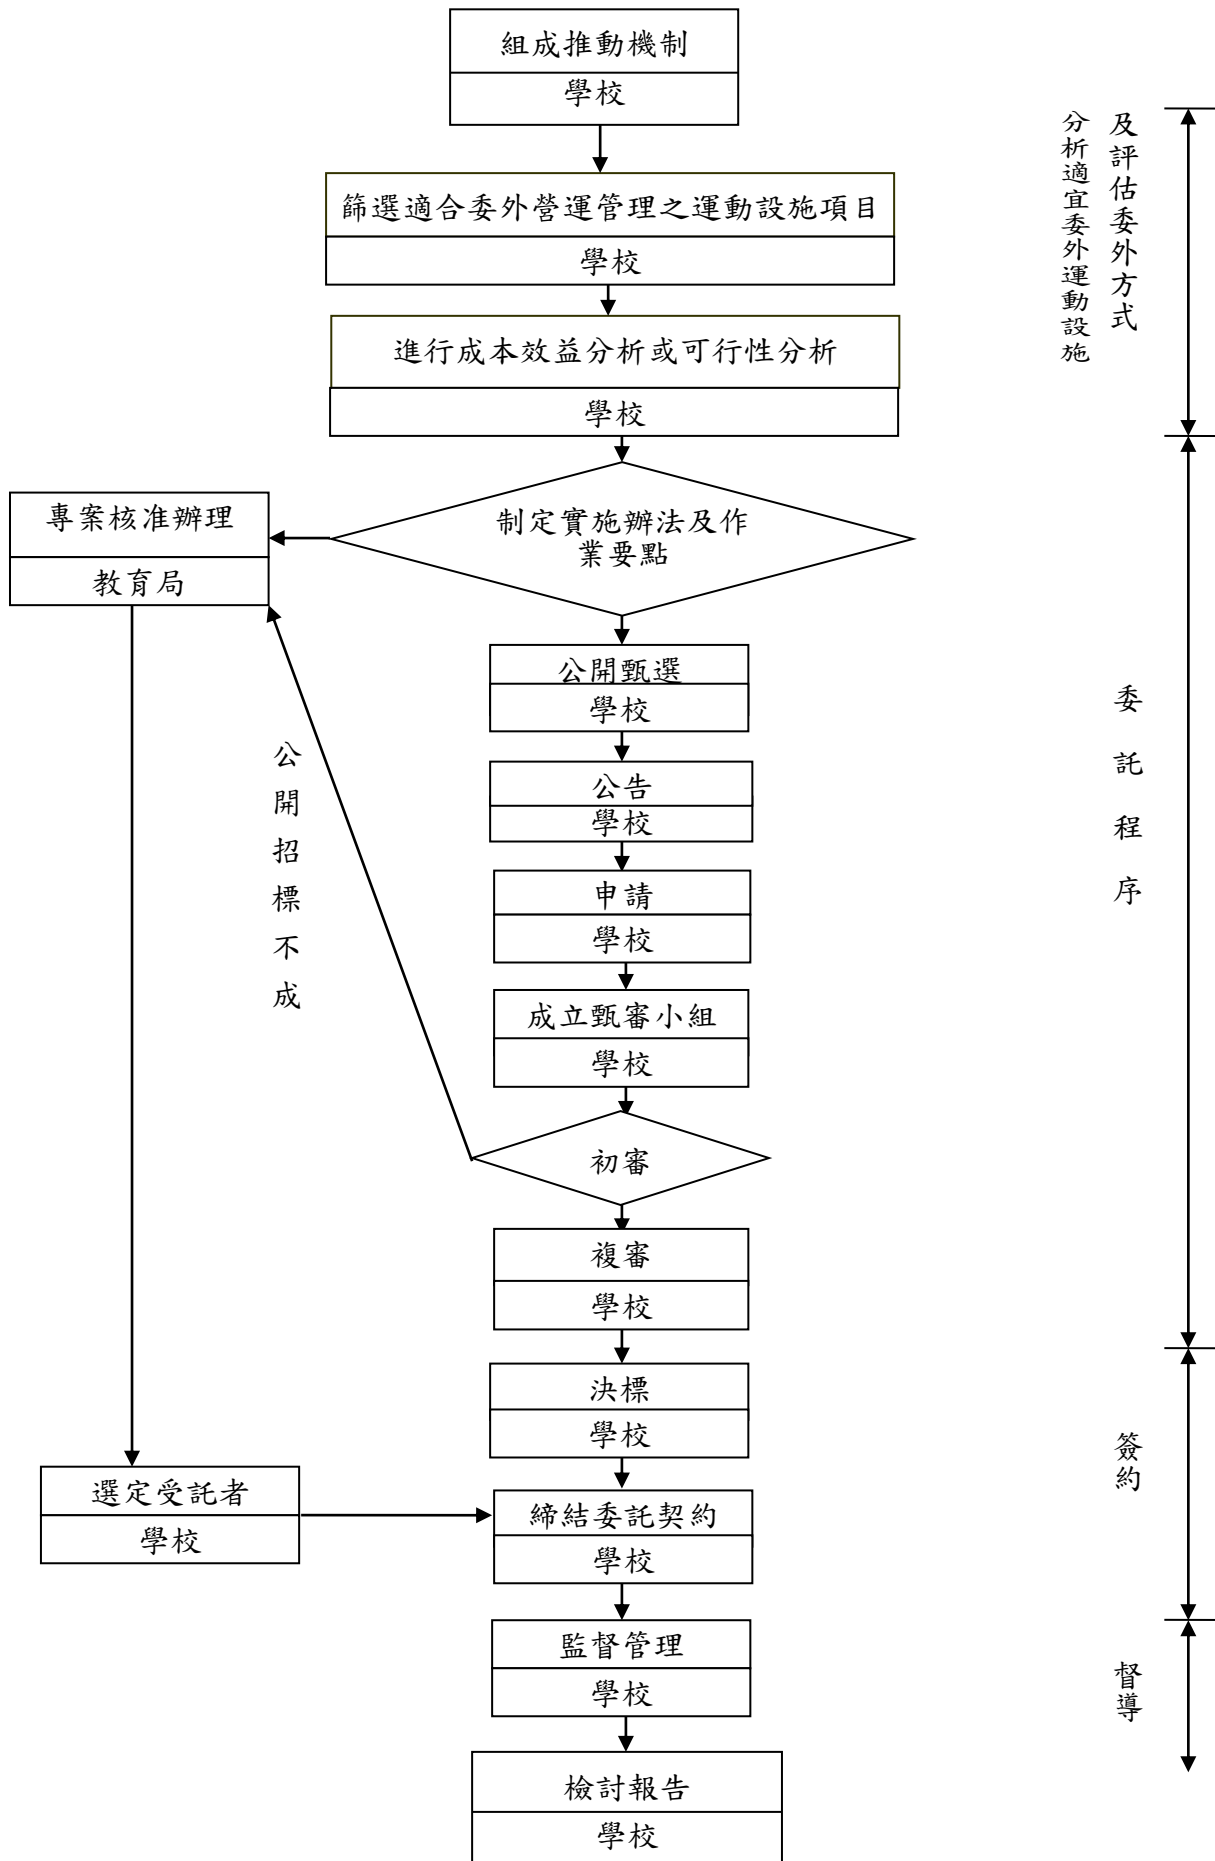 組成推動機制
學校
篩選適合委外營運管理之運動設施項目
學校
進行成本效益分析或可行性分析
學校
分析適宜委外運動設施
及評估委外方式
制定實施辦法及作
業要點
專案核准辦理
教育局
公開甄選
學校
公告
學校
申請
學校
成立甄審小組
學校
公開招標不成
初審
複審
學校
委託程序
決標
學校
選定受託者
學校
締結委託契約
學校
簽約
監督管理
學校
督導
檢討報告
學校